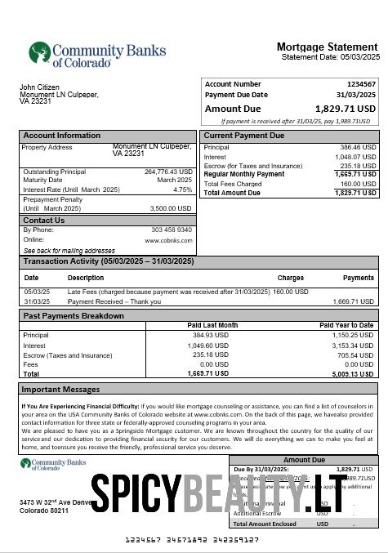 Community Banks
of Colorado
Mortgage Statement
Statement Date: 05/03/2025
John Citizen
Monument LN Culpeper,
VA 23231
Account Number 1234567
Payment Due Date 31/03/2025
Amount Due 1,829.71 USD
If payment is received after 31/03/25, pay 1,989.71USD
Account Information
Property Address Monument LN Culpeper,
VA 23231
Outstanding Principal 264,776.43 USD
Maturity Date March 2025
Interest Rate (Until March 2025) 4.75%
Prepayment Penalty
(Until March 2025) 3,500.00 USD
Contact Us
By Phone: 303 458 9340
Online: www.cobnks.com
See back for mailing addresses
Current Payment Due
Principal 386.46 USD
Interest 1,048.07 USD
Escrow (for Taxes and Insurance) 235.18 USD
Regular Monthly Payment 1,669.71 USD
Total Fees Charged 160.00 USD
Total Amount Due 1,829.71 USD
Transaction Activity (05/03/2025 – 31/03/2025)
Date Description Charges Payments
05/03/25 Late Fees (charged because payment was received after 31/03/2025) 160.00 USD
31/03/25 Payment Received – Thank you 1,669.71 USD
Past Payments Breakdown
Paid Last Month Paid Year to Date
Principal 384.93 USD 1,150.25 USD
Interest 1,049.60 USD 3,153.34 USD
Escrow (Taxes and Insurance) 235.18 USD 705.54 USD
Fees 0.00 USD 0.00 USD
Total 1,669.71 USD 5,009.13 USD
Important Messages
If You Are Experiencing Financial Difficulty: If you would like mortgage counseling or assistance, you can find a list of counselors in
your area on the USA Community Banks of Colorado website at www.cobnks.com. On the back of this page, we havealso provided
contact information for three state or federally-approved counseling programs in your area.
We are pleased to have you as a Springside Mortgage customer. We are known throughout the country for the quality of our
service and our dedication to providing financial security for our customers. We will do everything we can to make you feel at
home, and to ensure you receive the friendly, professional service you deserve.
Community Banks
of Colorado
Amount Due
Due By 31/03/2025: 1,829.71 USD
SPICYBEAUTY.LT
3475 W 32nd Ave Denver
Colorado 80211
Additional Escrow
Total Amount Enclosed USD
1234567 34571892 342359127